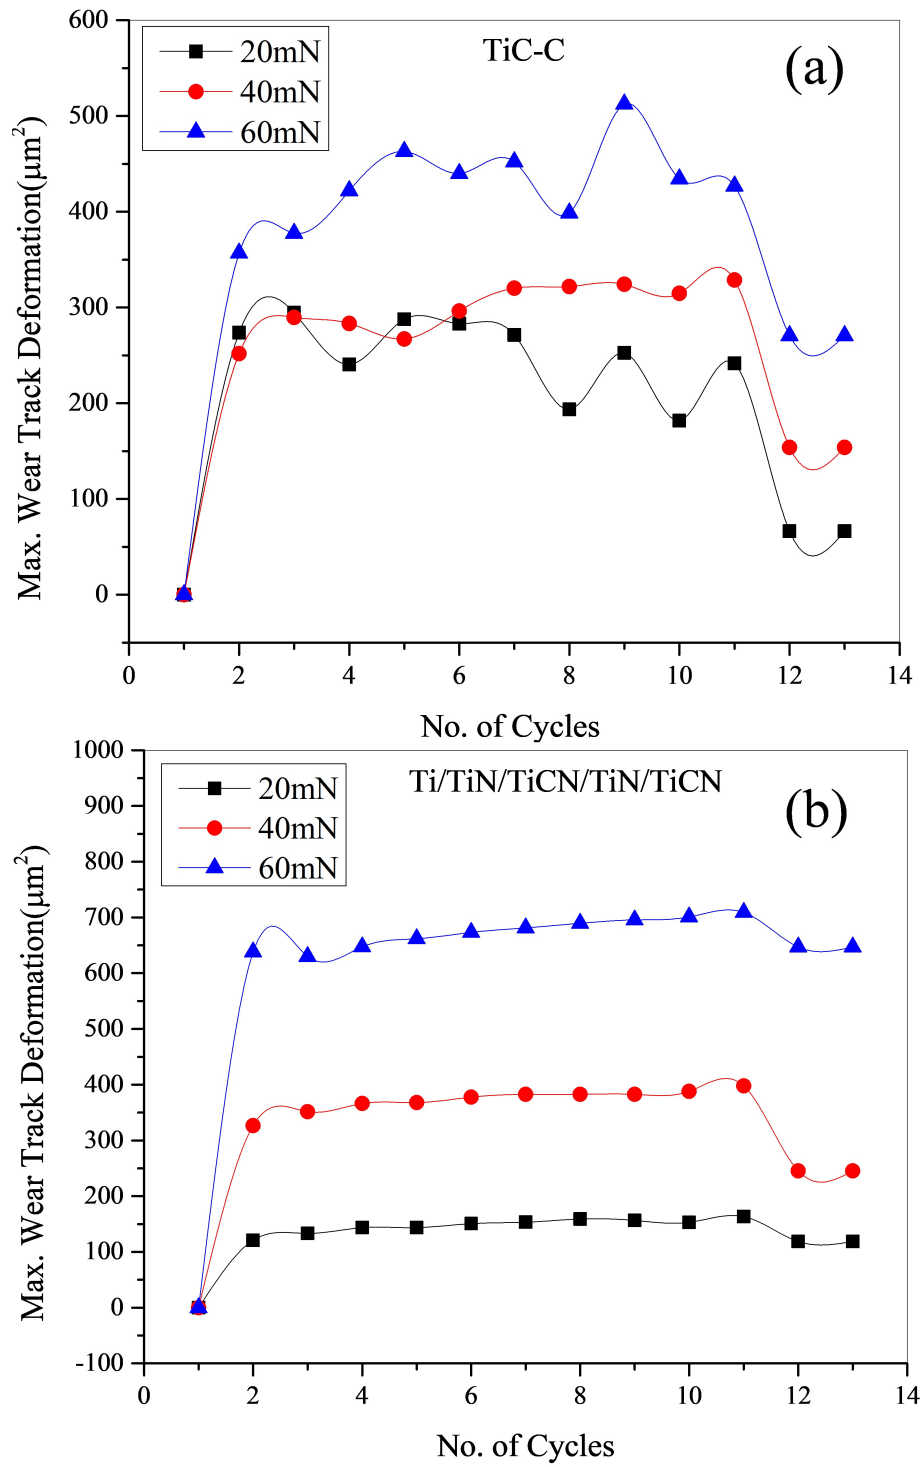 600
500
400
300
200
100
0
Max. Wear Track Deformation(μm²)
20mN
40mN
60mN
TiC-C
(a)
0 2 4 6 8 10 12 14
No. of Cycles
1000
900
800
700
600
500
400
300
200
100
0
-100
Max. Wear Track Deformation(μm²)
20mN
40mN
60mN
Ti/TiN/TiCN/TiN/TiCN
(b)
0 2 4 6 8 10 12 14
No. of Cycles